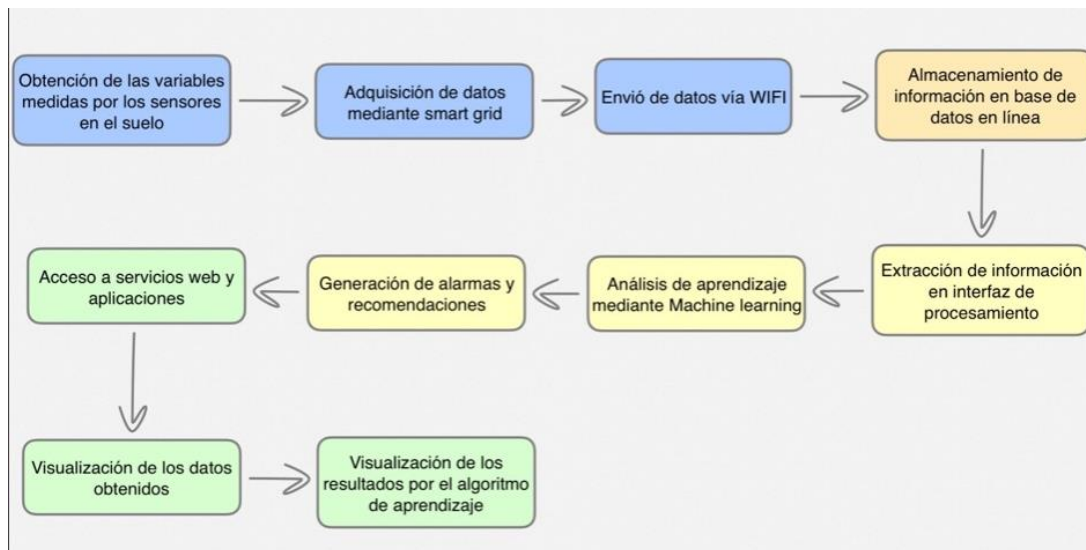 Obtención de las variables
medidas por los sensores
en el suelo
Adquisición de datos
mediante smart grid
Envió de datos vía WIFI
Almacenamiento de
información en base de
datos en línea
Extracción de información
en interfaz de
procesamiento
Análisis de aprendizaje
mediante Machine learning
Generación de alarmas y
recomendaciones
Acceso a servicios web y
aplicaciones
Visualización de los datos
obtenidos
Visualización de los
resultados por el algoritmo
de aprendizaje